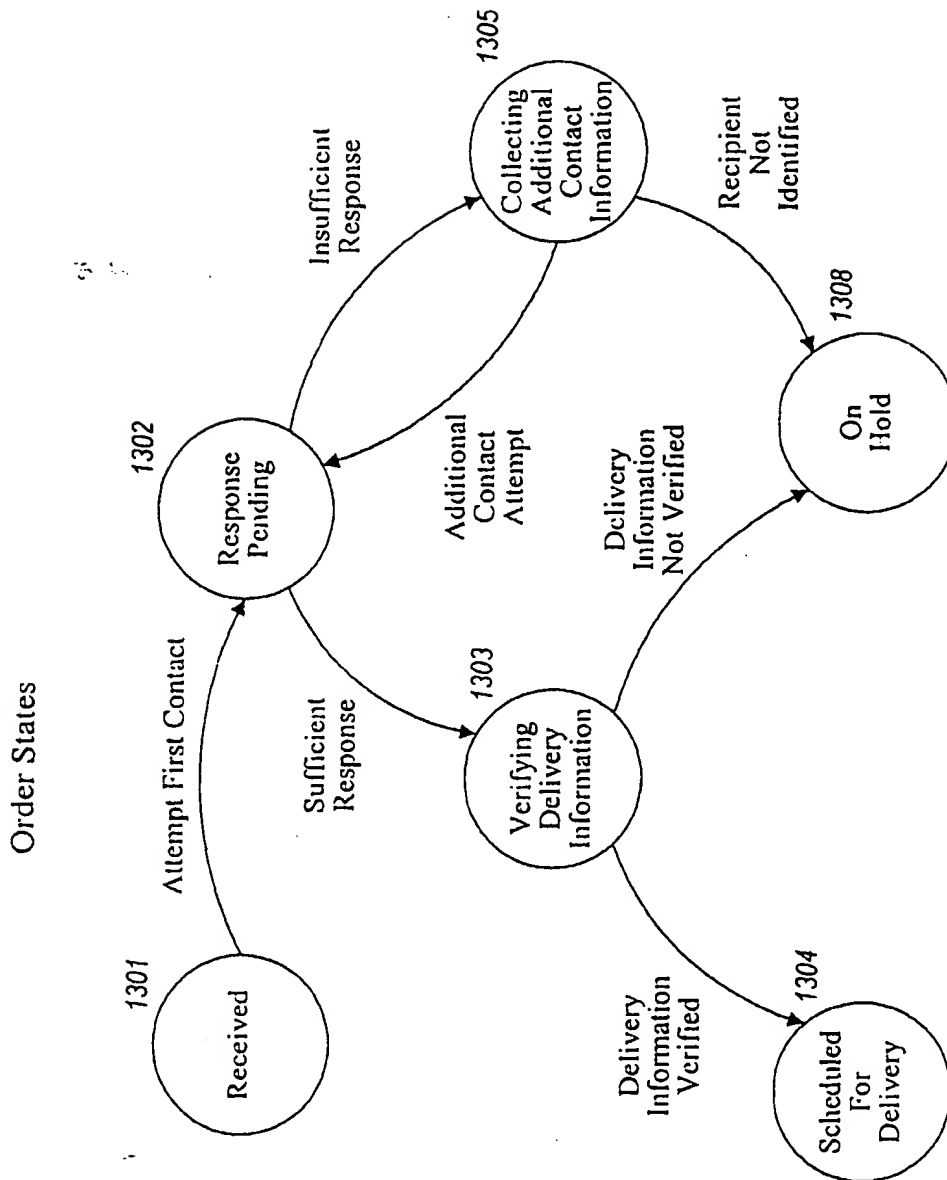 Order States
1301
Received
Attempt First Contact
1302
Response
Pending
Insufficient
Response
1305
Collecting
Additional
Contact
Information
Sufficient
Response
Additional
Contact
Attempt
1303
Verifying
Delivery
Information
Delivery
Information
Not Verified
Recipient
Not
Identified
Delivery
Information
Verified
1304
Scheduled
For
Delivery
1308
On
Hold